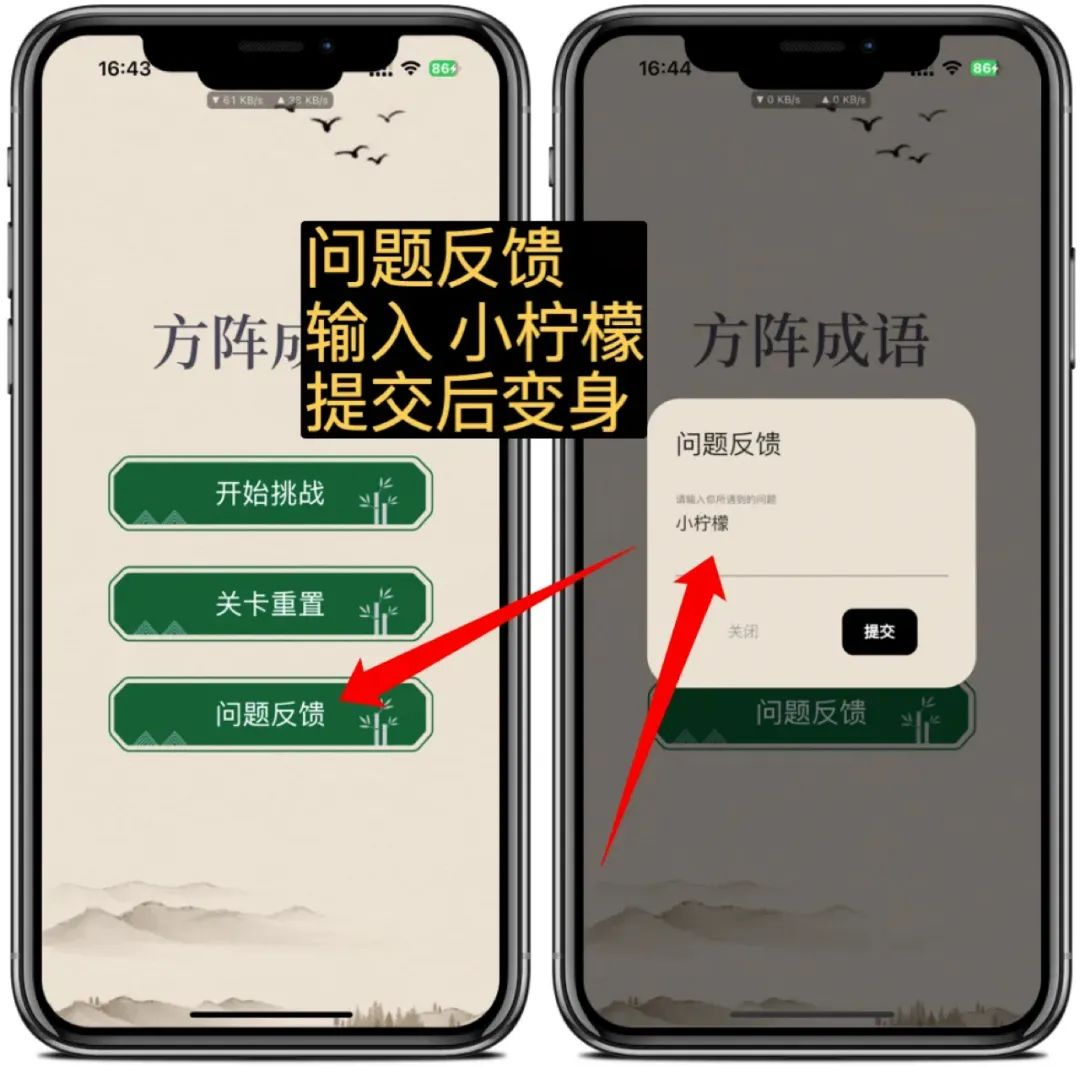 16:43
86
▼ 61 KB/s ▲ 38 KB/s
方阵成
开始挑战
关卡重置
问题反馈
问题反馈
输入 小柠檬
提交后变身
16:44
86
▼ 0 KB/s ▲ 0 KB/s
方阵成语
问题反馈
请输入你所遇到的问题
小柠檬
关闭
提交
问题反馈